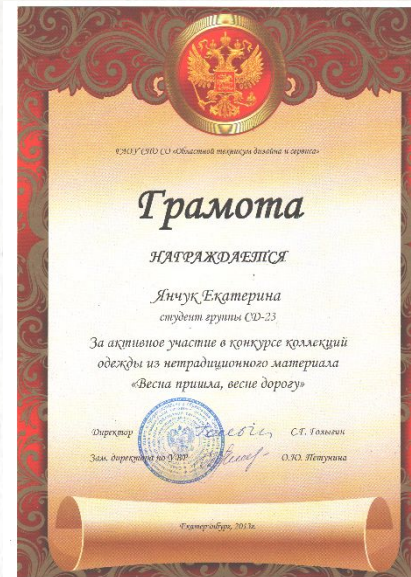 ГАОУ СПО СО «Областной техникум дизайна и сервиса»
Грамота
НАГРАЖДАЕТСЯ
Янчук Екатерина
студент группы СD-23
За активное участие в конкурсе коллекций
одежды из нетрадиционного материала
«Весна пришла, весне дорогу»
Директор С.Г. Голыгин
Зам. директора по УВР О.Ю. Петунина
Екатеринбург, 2013г.